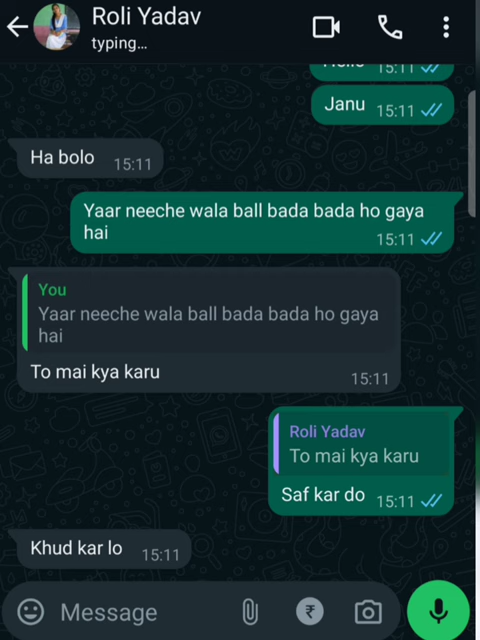 Roli Yadav
typing...
15:11
Janu 15:11
Ha bolo 15:11
Yaar neeche wala ball bada bada ho gaya
hai
15:11
You
Yaar neeche wala ball bada bada ho gaya
hai
To mai kya karu
15:11
Roli Yadav
To mai kya karu
Saf kar do 15:11
Khud kar lo 15:11
Message
₹